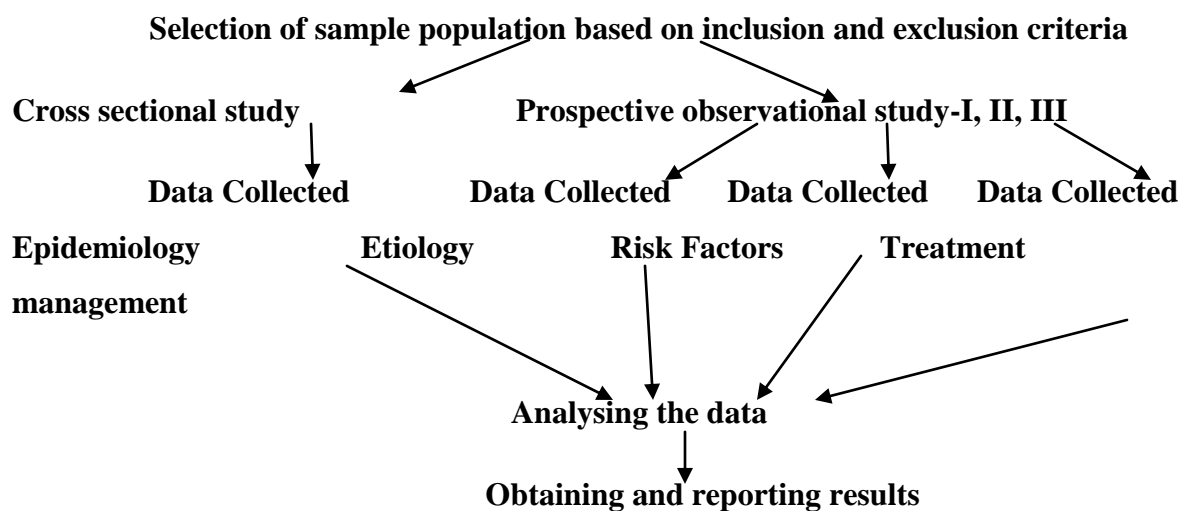 Selection of sample population based on inclusion and exclusion criteria
Cross sectional study Prospective observational study-I, II, III
Data Collected Data Collected Data Collected Data Collected
Epidemiology Etiology Risk Factors Treatment
management
Analysing the data
Obtaining and reporting results